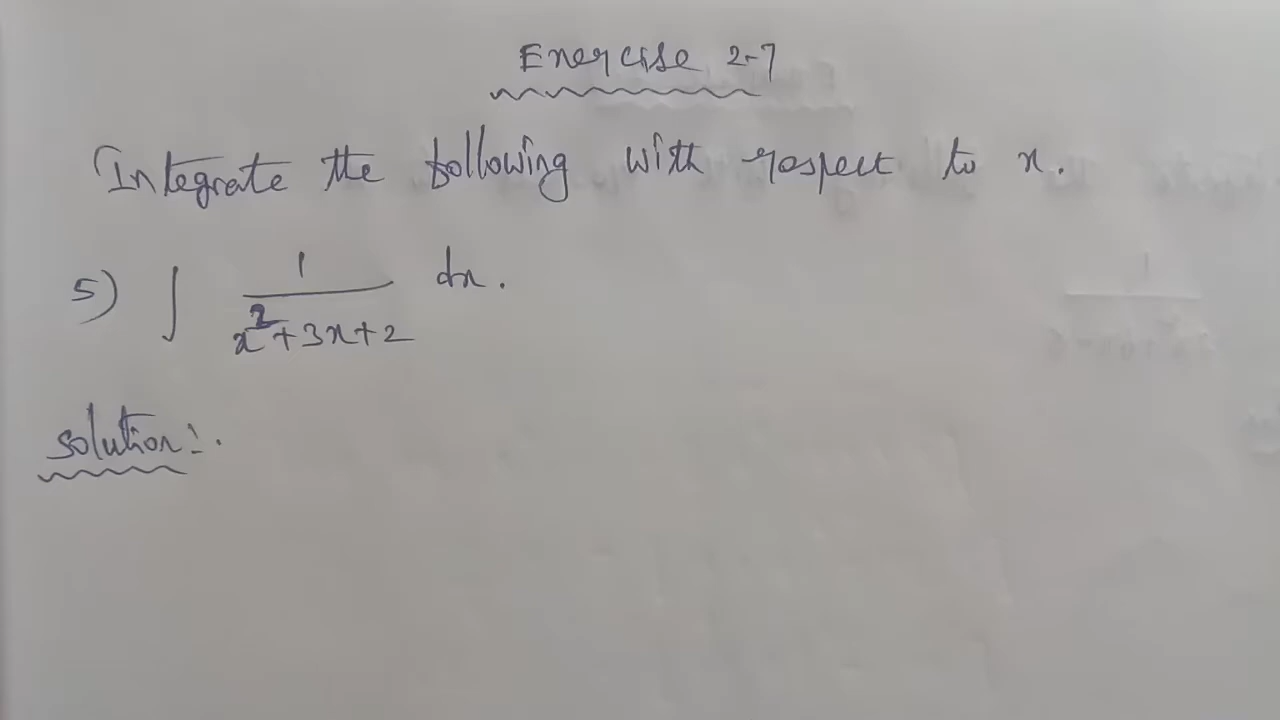 Exercise 2-7
Integrate the following with respect to x.
5) ∫ 1/(x²+3x+2) dx.
Solution:.